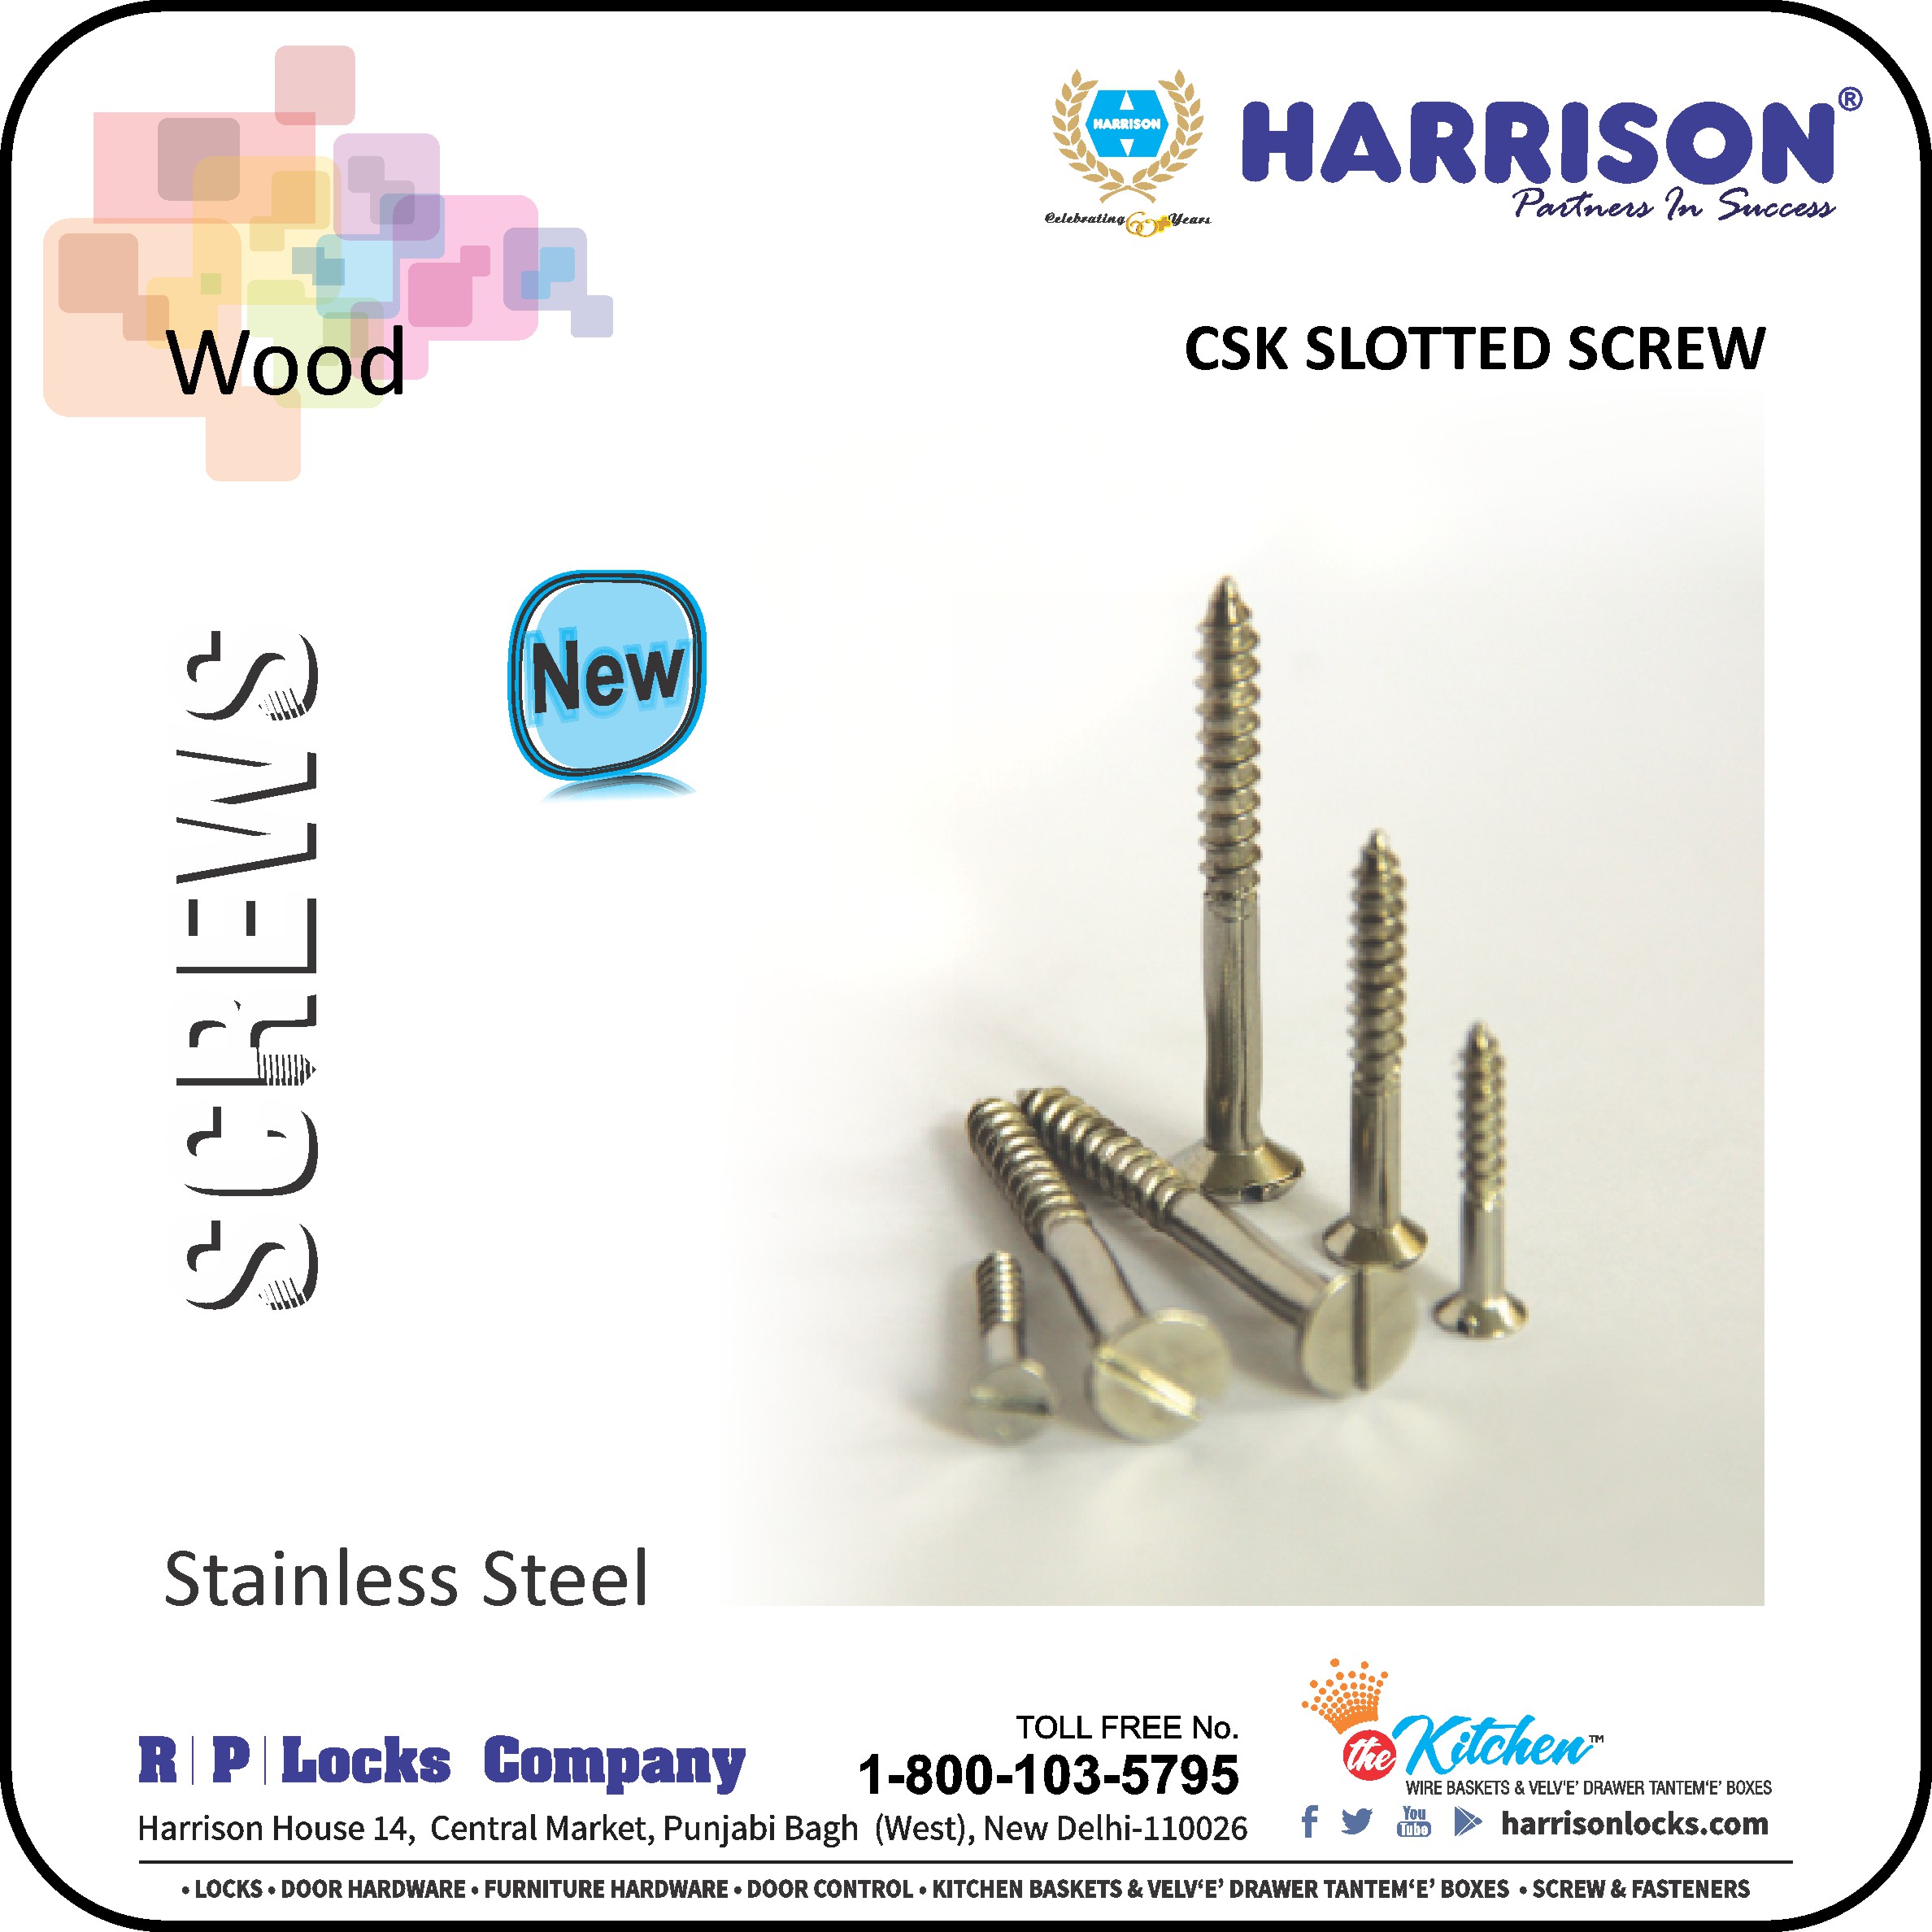 HARRISON
Celebrating 60+ Years
HARRISON®
Partners In Success
Wood
CSK SLOTTED SCREW
New
SCREWS
Stainless Steel
R|P|Locks Company
TOLL FREE No.
1-800-103-5795
the Kitchen™
WIRE BASKETS & VELV'E' DRAWER TANTEM'E' BOXES
Harrison House 14, Central Market, Punjabi Bagh (West), New Delhi-110026
f You Tube harrisonlocks.com
• LOCKS • DOOR HARDWARE • FURNITURE HARDWARE • DOOR CONTROL • KITCHEN BASKETS & VELV‘E’ DRAWER TANTEM‘E’ BOXES • SCREW & FASTENERS